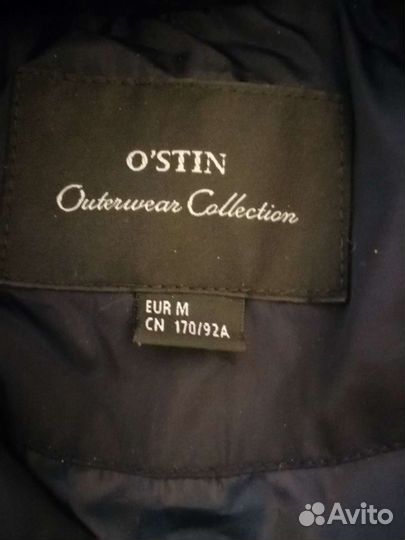 O'STIN
Outerwear Collection
EUR M
CN 170/92A
Avito